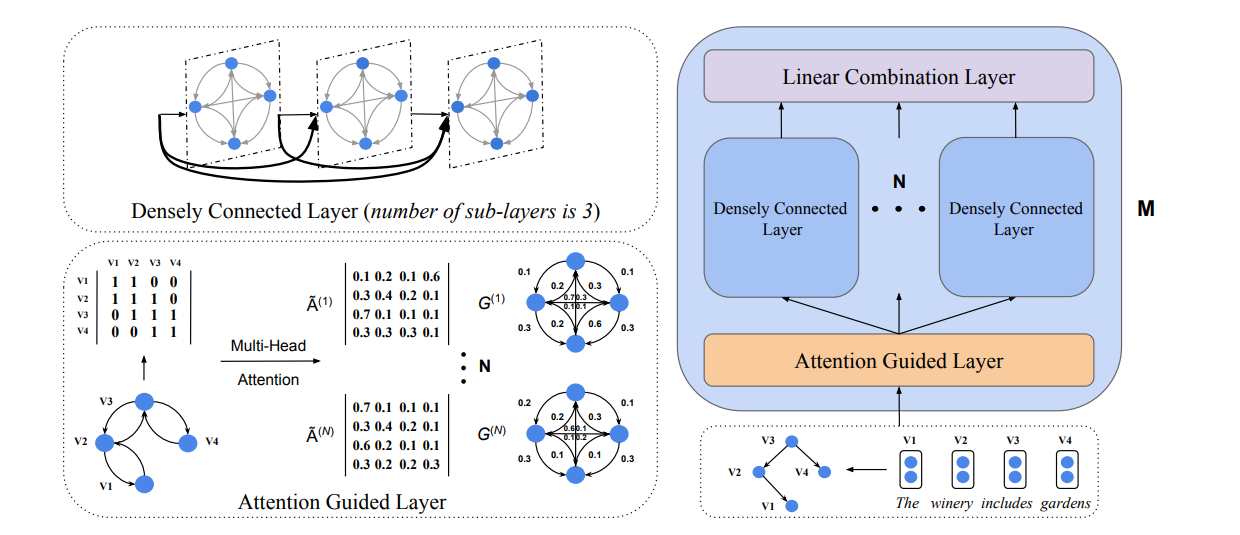 Densely Connected Layer (number of sub-layers is 3)
V1 V2 V3 V4
V1 1 1 0 0
V2 1 1 1 0
V3 0 1 1 1
V4 0 0 1 1
Multi-Head
Attention
V3
V2
V4
V1
Ã(1)
0.1 0.2 0.1 0.6
0.3 0.4 0.2 0.1
0.7 0.1 0.1 0.1
0.3 0.3 0.3 0.1
G(1)
0.1 0.1
0.2 0.3
0.7 0.3
0.1 0.1
0.2 0.6
0.3 0.3
N
Ã(N)
0.7 0.1 0.1 0.1
0.3 0.4 0.2 0.1
0.6 0.2 0.1 0.1
0.3 0.2 0.2 0.3
G(N)
0.2 0.1
0.2 0.3
0.6 0.1
0.1 0.2
0.1 0.1
0.3 0.3
Attention Guided Layer
Linear Combination Layer
Densely Connected
Layer
N
Densely Connected
Layer
M
Attention Guided Layer
V3
V2
V4
V1
V1 V2 V3 V4
The winery includes gardens